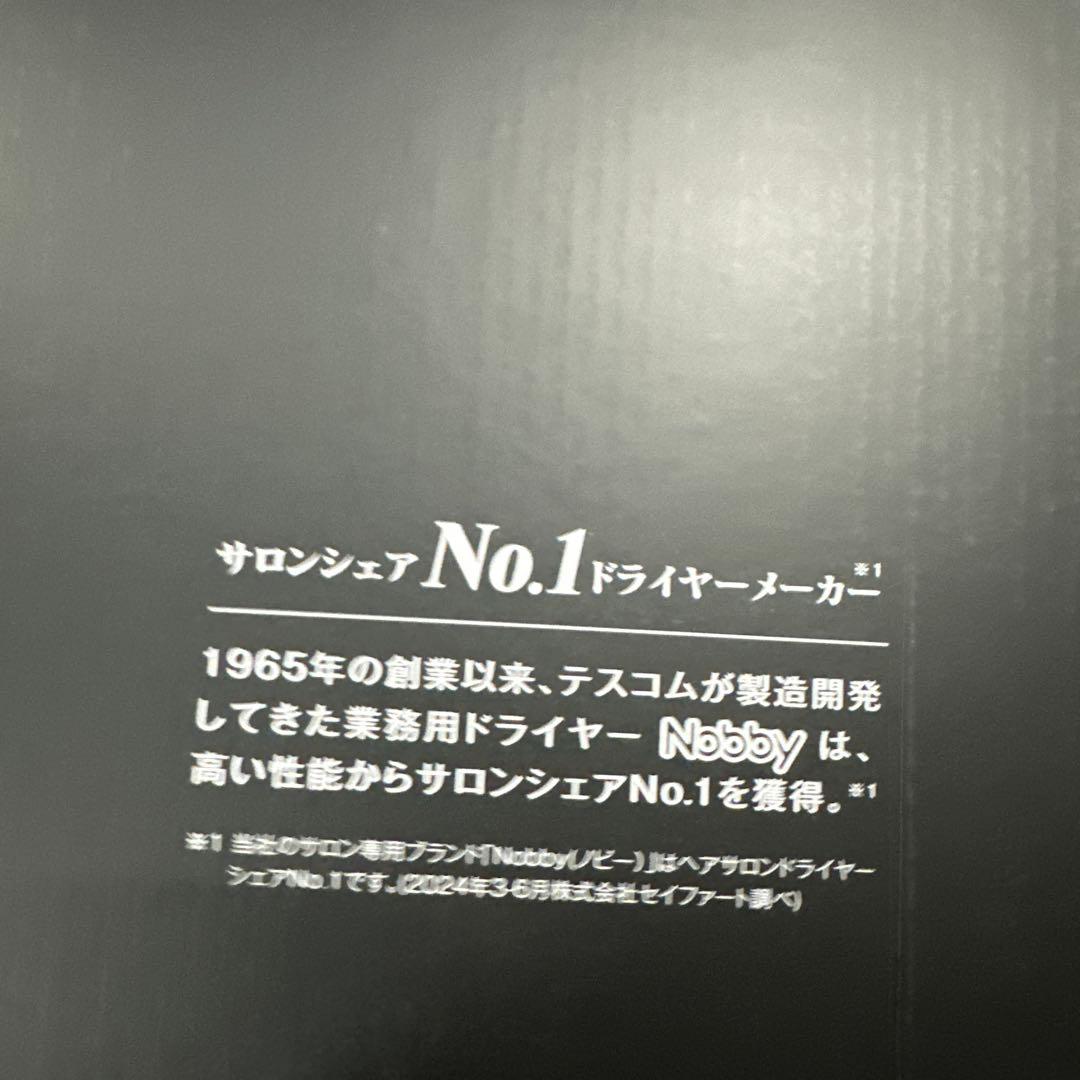 サロンシェアNo.1ドライヤーメーカー※1
1965年の創業以来、テスコムが製造開発
してきた業務用ドライヤー Nobby は、
高い性能からサロンシェアNo.1を獲得。※1
※1 当社のサロン専用ブランド「Nobby(ノビー)」はヘアサロンドライヤー
シェアNo.1です。(2024年3-6月株式会社セイファート調べ)